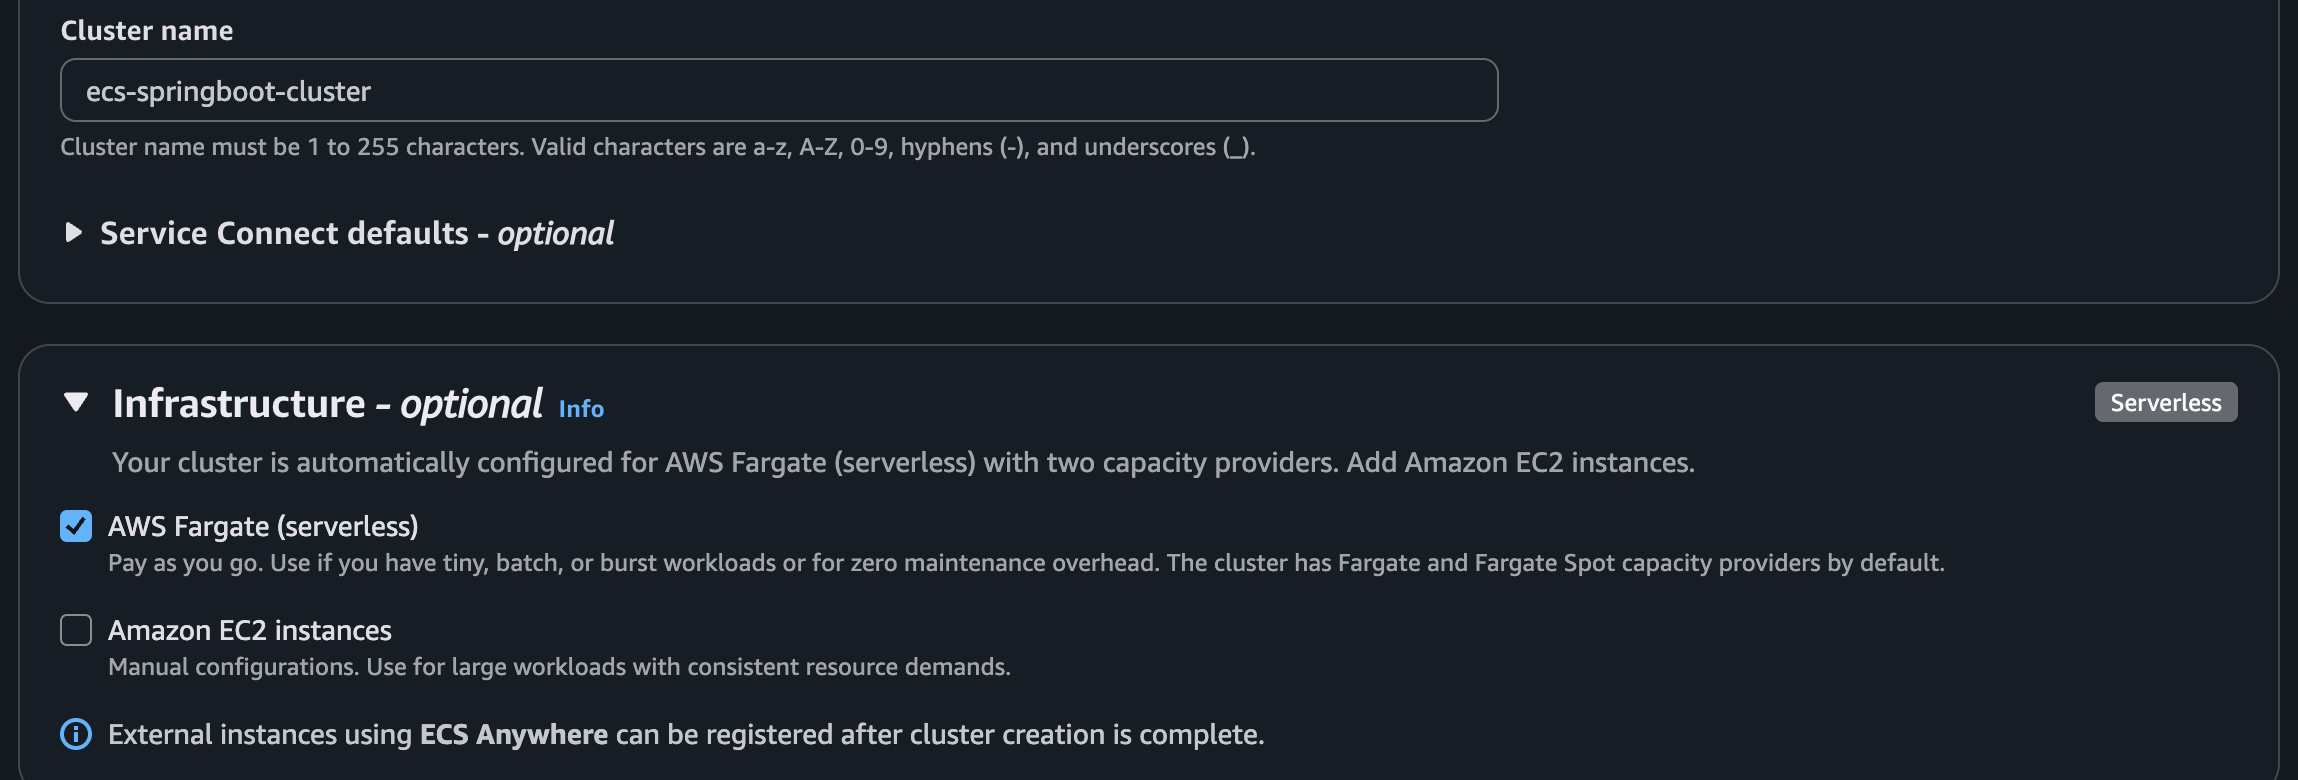 Cluster name
ecs-springboot-cluster
Cluster name must be 1 to 255 characters. Valid characters are a-z, A-Z, 0-9, hyphens (-), and underscores (_).
Service Connect defaults - optional
Infrastructure - optional Info
Serverless
Your cluster is automatically configured for AWS Fargate (serverless) with two capacity providers. Add Amazon EC2 instances.
AWS Fargate (serverless)
Pay as you go. Use if you have tiny, batch, or burst workloads or for zero maintenance overhead. The cluster has Fargate and Fargate Spot capacity providers by default.
Amazon EC2 instances
Manual configurations. Use for large workloads with consistent resource demands.
External instances using ECS Anywhere can be registered after cluster creation is complete.